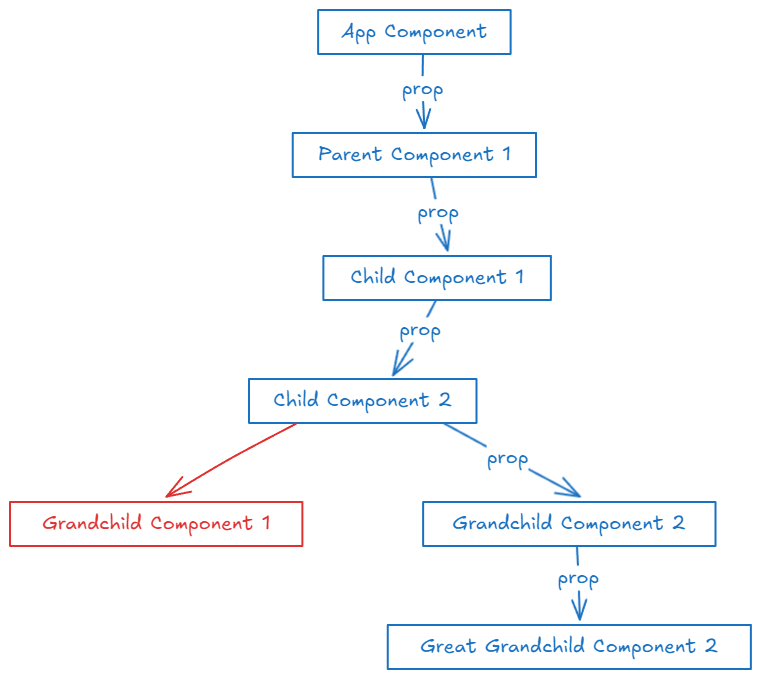 App Component
prop
Parent Component 1
prop
Child Component 1
prop
Child Component 2
prop
Grandchild Component 1
Grandchild Component 2
prop
Great Grandchild Component 2